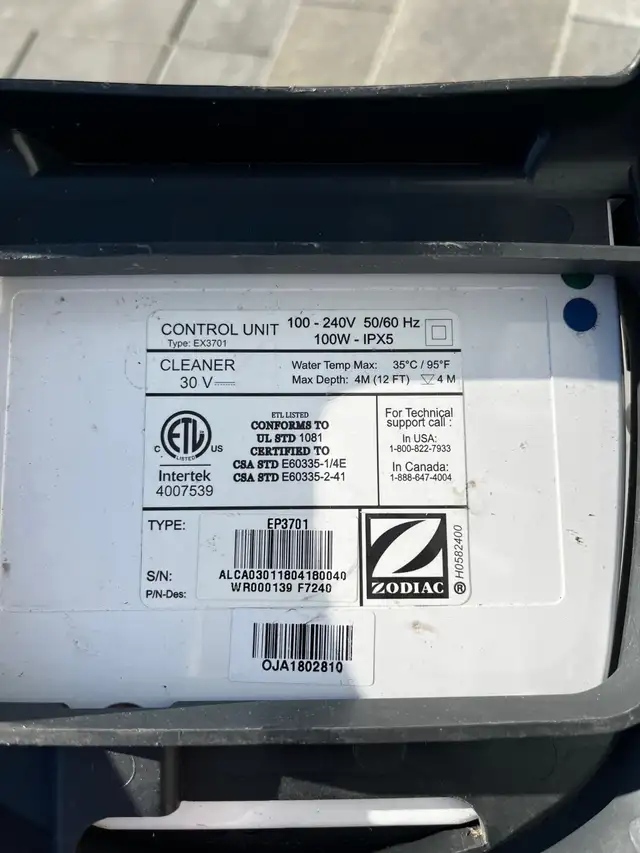 CONTROL UNIT 100 - 240V 50/60 Hz
Type: EX3701 100W - IPX5
CLEANER Water Temp Max: 35°C / 95°F
30 V Max Depth: 4M (12 FT) 4 M
ETL LISTED
CONFORMS TO
UL STD 1081
CERTIFIED TO
CSA STD E60335-1/4E
CSA STD E60335-2-41
C ETL US
LISTED
Intertek
4007539
For Technical
support call :
In USA:
1-800-822-7933
In Canada:
1-888-647-4004
TYPE: EP3701
S/N: ALCA03011804180040
P/N-Des: WR000139 F7240
ZODIAC ®
H0582400
OJA1802810